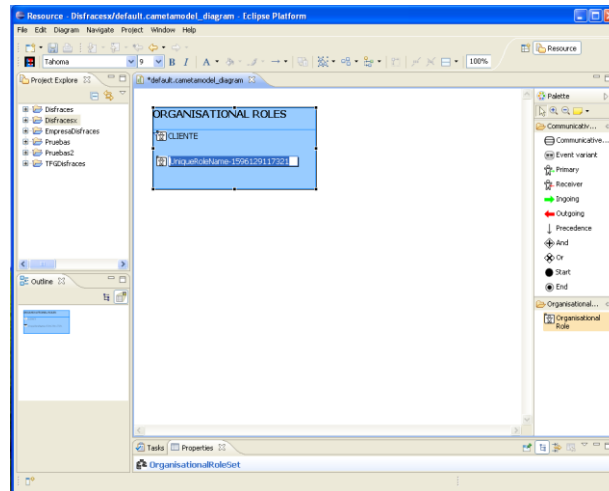 Resource - Disfracesx/default.cametamodel_diagram - Eclipse Platform
File Edit Diagram Navigate Project Window Help
Tahoma 9 B I A 100% Resource
Project Explore
*default.cametamodel_diagram
Disfraces
Disfracesx
EmpresaDisfraces
Pruebas
Pruebas2
TFGDisfraces
Outline
ORGANISATIONAL ROLES
CLIENTE
UniqueRoleName-1596129117321
Palette
Communicativ...
Communicative...
Event variant
Primary
Receiver
Ingoing
Outgoing
Precedence
And
Or
Start
End
Organisational...
Organisational
Role
Tasks Properties
OrganisationalRoleSet